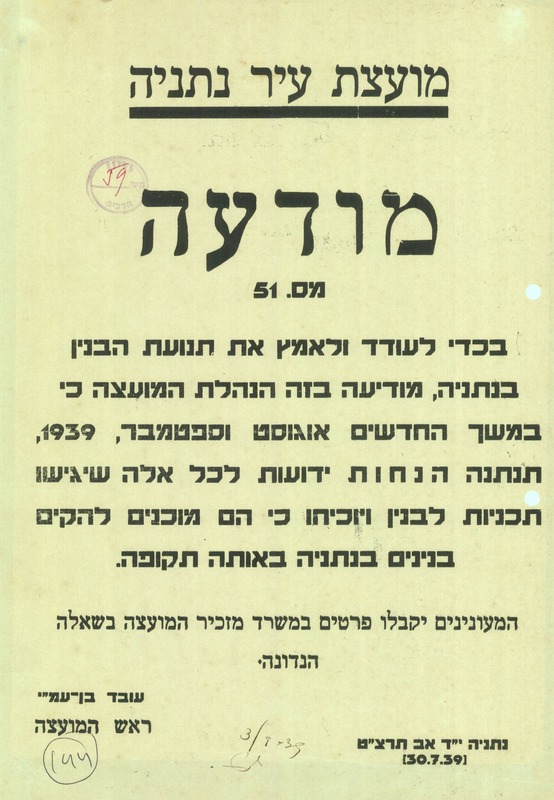 מועצת עיר נתניה
59
מודעה
מס. 51
בכדי לעודד ולאמץ את תנועת הבנין
בנתניה, מודיעה בזה הנהלת המועצה כי
במשך החדשים אוגוסט וספטמבר, 1939,
תנתנה הנחות ידועות לכל אלה שיגישו
תכניות לבנין ויוכיחו כי הם מוכנים להקים
בנינים בנתניה באותה תקופה.
המעונינים יקבלו פרטים במשרד מזכיר המועצה בשאלה
הנדונה.
עובד בן־עמ״י
ראש המועצה
נתניה י״ד אב תרצ״ט
(30.7.39)
144